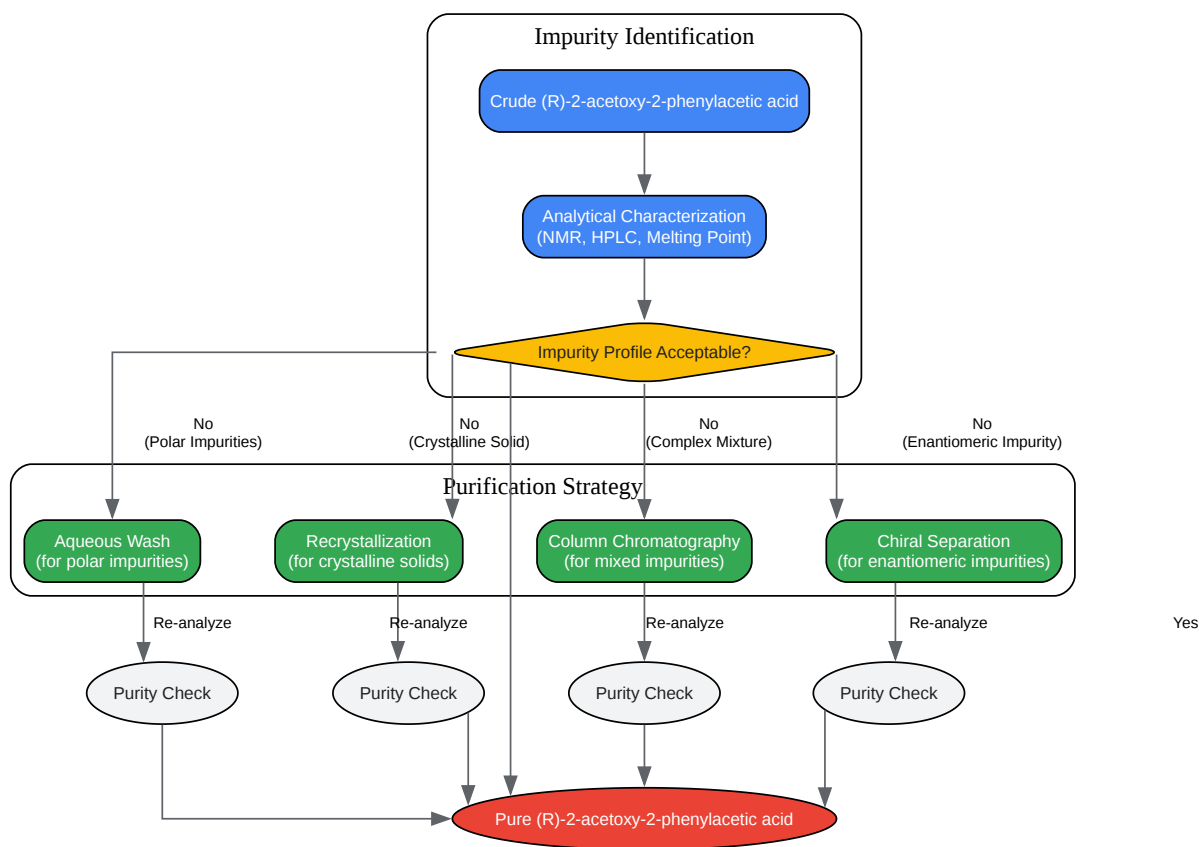 Impurity Identification
Crude (R)-2-acetoxy-2-phenylacetic acid
Analytical Characterization
(NMR, HPLC, Melting Point)
Impurity Profile Acceptable?
No
(Polar Impurities)
No
(Crystalline Solid)
No
(Complex Mixture)
No
(Enantiomeric Impurity)
Purification Strategy
Aqueous Wash
(for polar impurities)
Recrystallization
(for crystalline solids)
Column Chromatography
(for mixed impurities)
Chiral Separation
(for enantiomeric impurities)
Re-analyze
Re-analyze
Re-analyze
Re-analyze
Yes
Purity Check
Purity Check
Purity Check
Purity Check
Pure (R)-2-acetoxy-2-phenylacetic acid